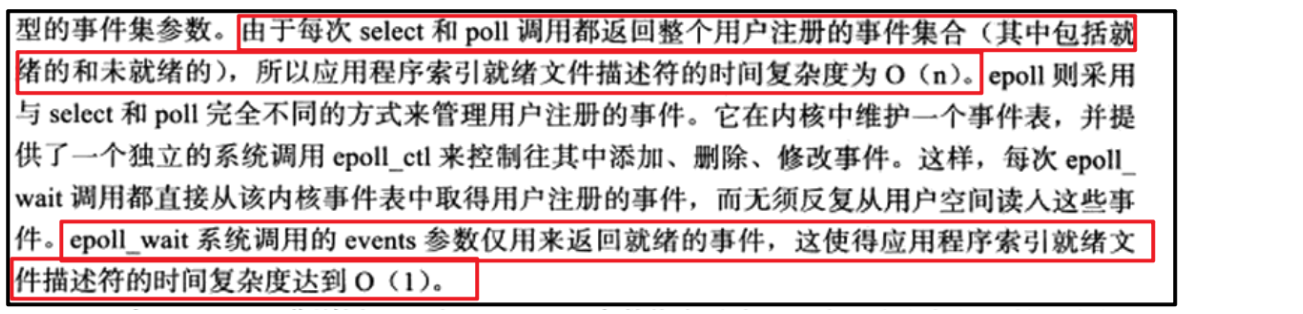 型的事件集参数。由于每次 select 和 poll 调用都返回整个用户注册的事件集合（其中包括就
绪的和未就绪的），所以应用程序索引就绪文件描述符的时间复杂度为 O（n）。epoll 则采用
与 select 和 poll 完全不同的方式来管理用户注册的事件。它在内核中维护一个事件表，并提
供了一个独立的系统调用 epoll_ctl 来控制往其中添加、删除、修改事件。这样，每次 epoll_
wait 调用都直接从该内核事件表中取得用户注册的事件，而无须反复从用户空间读入这些事
件。epoll_wait 系统调用的 events 参数仅用来返回就绪的事件，这使得应用程序索引就绪文
件描述符的时间复杂度达到 O（1）。